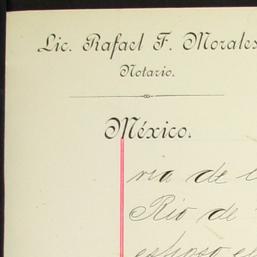 Lic. Rafael F. Morales
Notario.
México.
ria de l
Rio de
esposo e